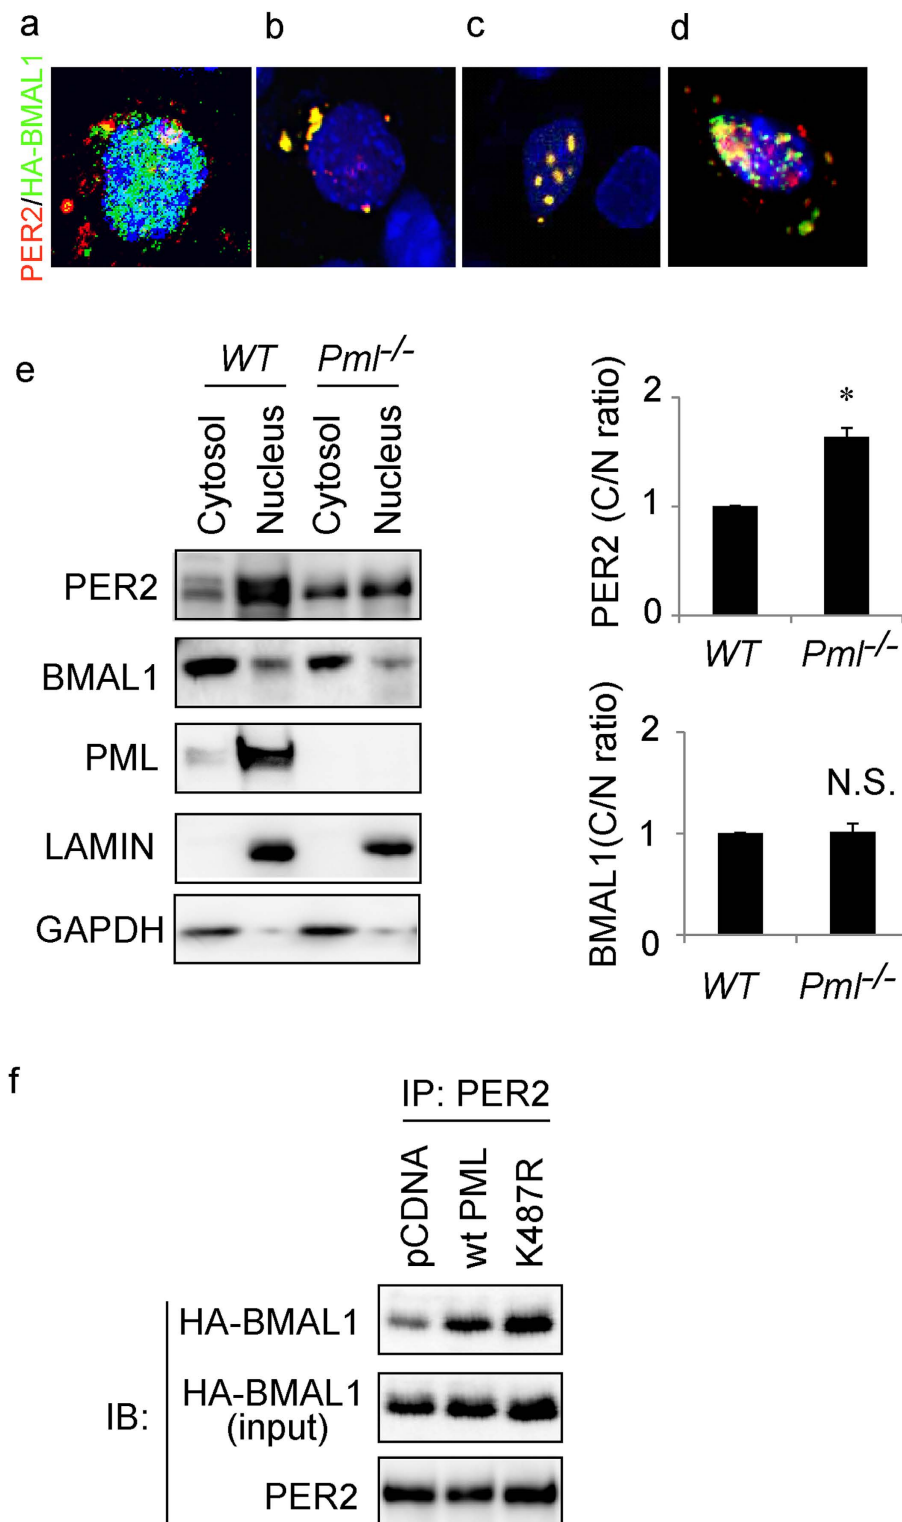 a
b
c
d
PER2/HA-BMAL1
e
WT
Pml-/-
Cytosol
Nucleus
Cytosol
Nucleus
PER2
BMAL1
PML
LAMIN
GAPDH
PER2 (C/N ratio)
2
1
0
*
WT
Pml-/-
BMAL1(C/N ratio)
2
1
0
N.S.
WT
Pml-/-
f
IP: PER2
pCDNA
wt PML
K487R
IB:
HA-BMAL1
HA-BMAL1
(input)
PER2